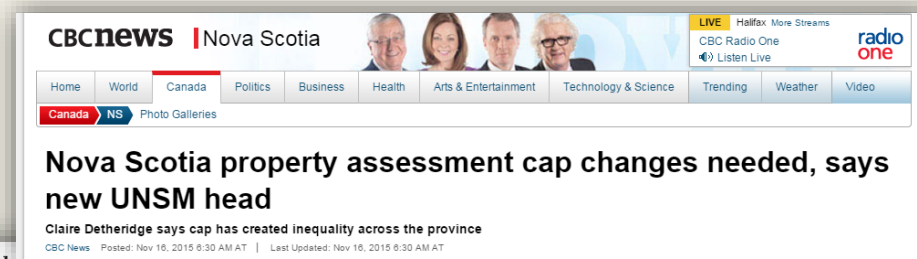 CBCnews | Nova Scotia
LIVE Halifax More Streams
CBC Radio One
Listen Live
radio one
Home World Canada Politics Business Health Arts & Entertainment Technology & Science Trending Weather Video
Canada NS Photo Galleries
Nova Scotia property assessment cap changes needed, says
new UNSM head
Claire Detheridge says cap has created inequality across the province
CBC News Posted: Nov 16, 2015 6:30 AM AT | Last Updated: Nov 16, 2015 6:30 AM AT